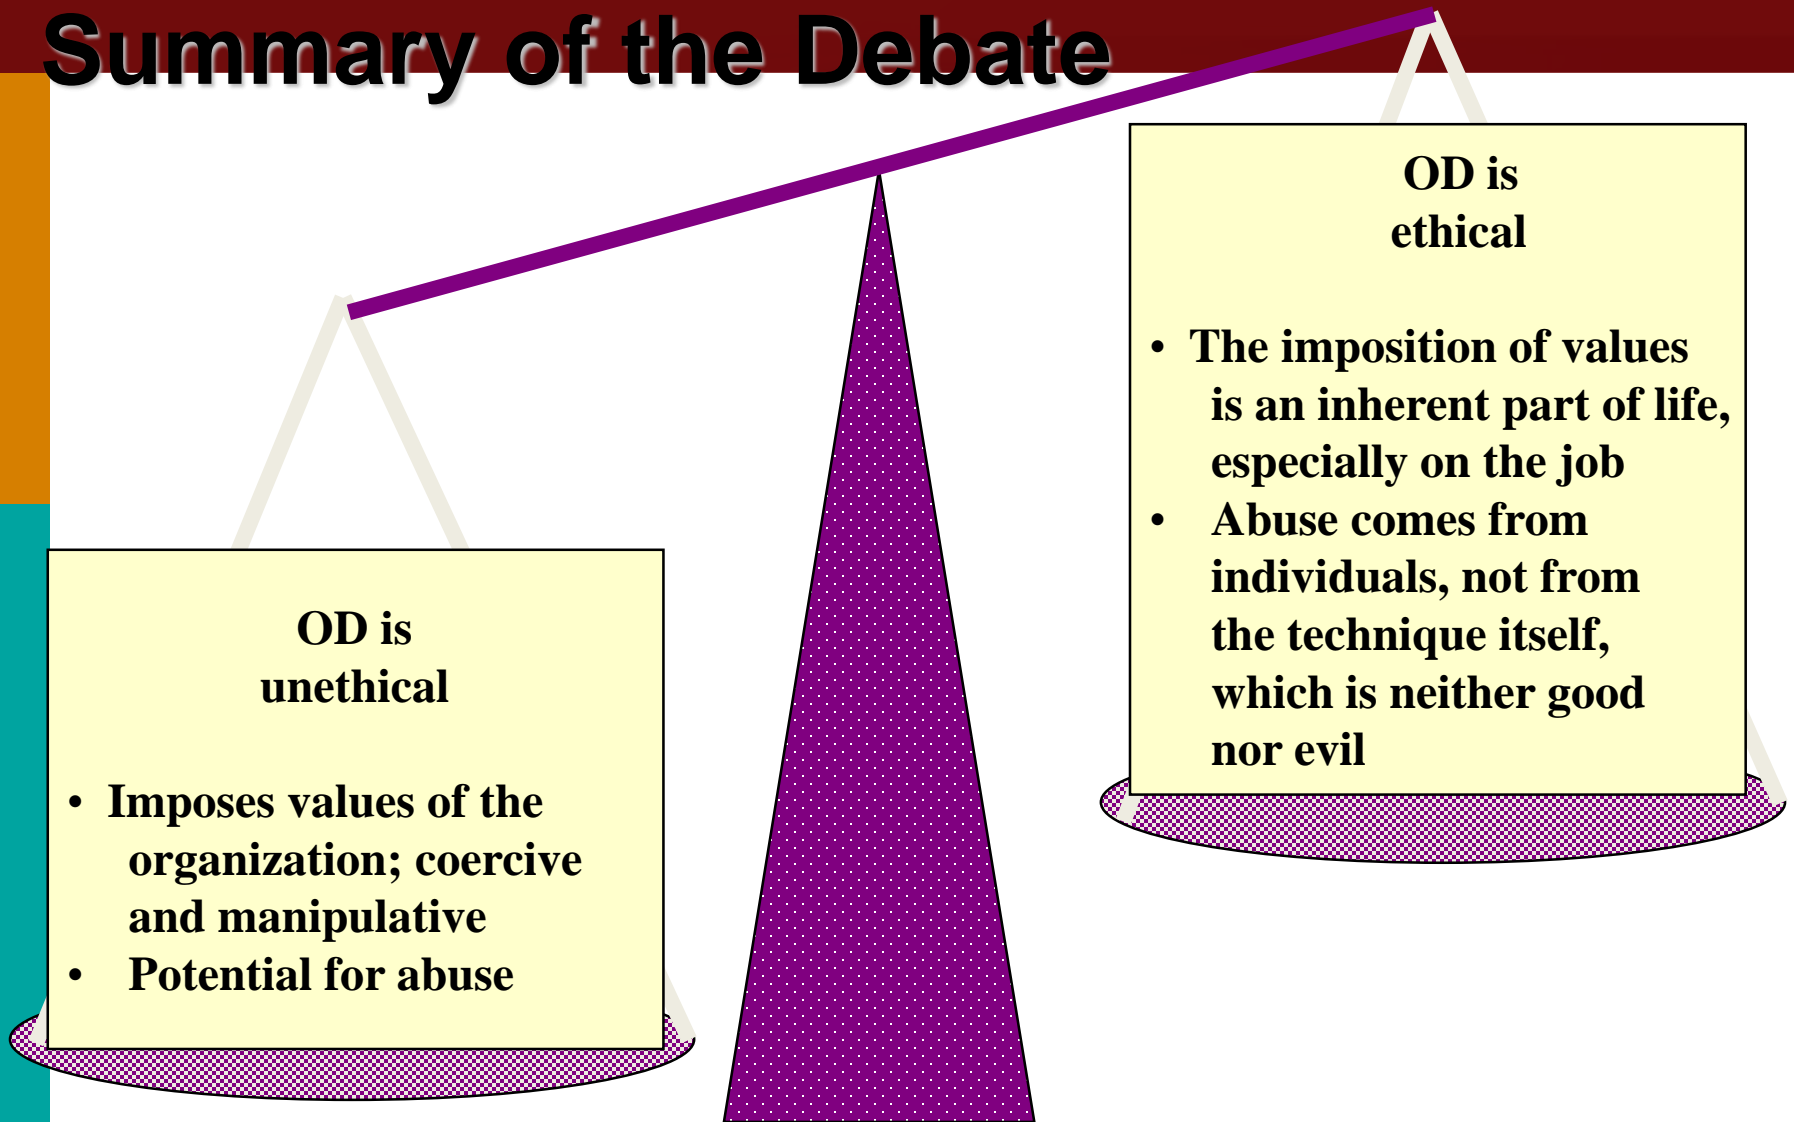 Summary of the Debate
OD is
unethical
• Imposes values of the
organization; coercive
and manipulative
• Potential for abuse
OD is
ethical
• The imposition of values
is an inherent part of life,
especially on the job
• Abuse comes from
individuals, not from
the technique itself,
which is neither good
nor evil